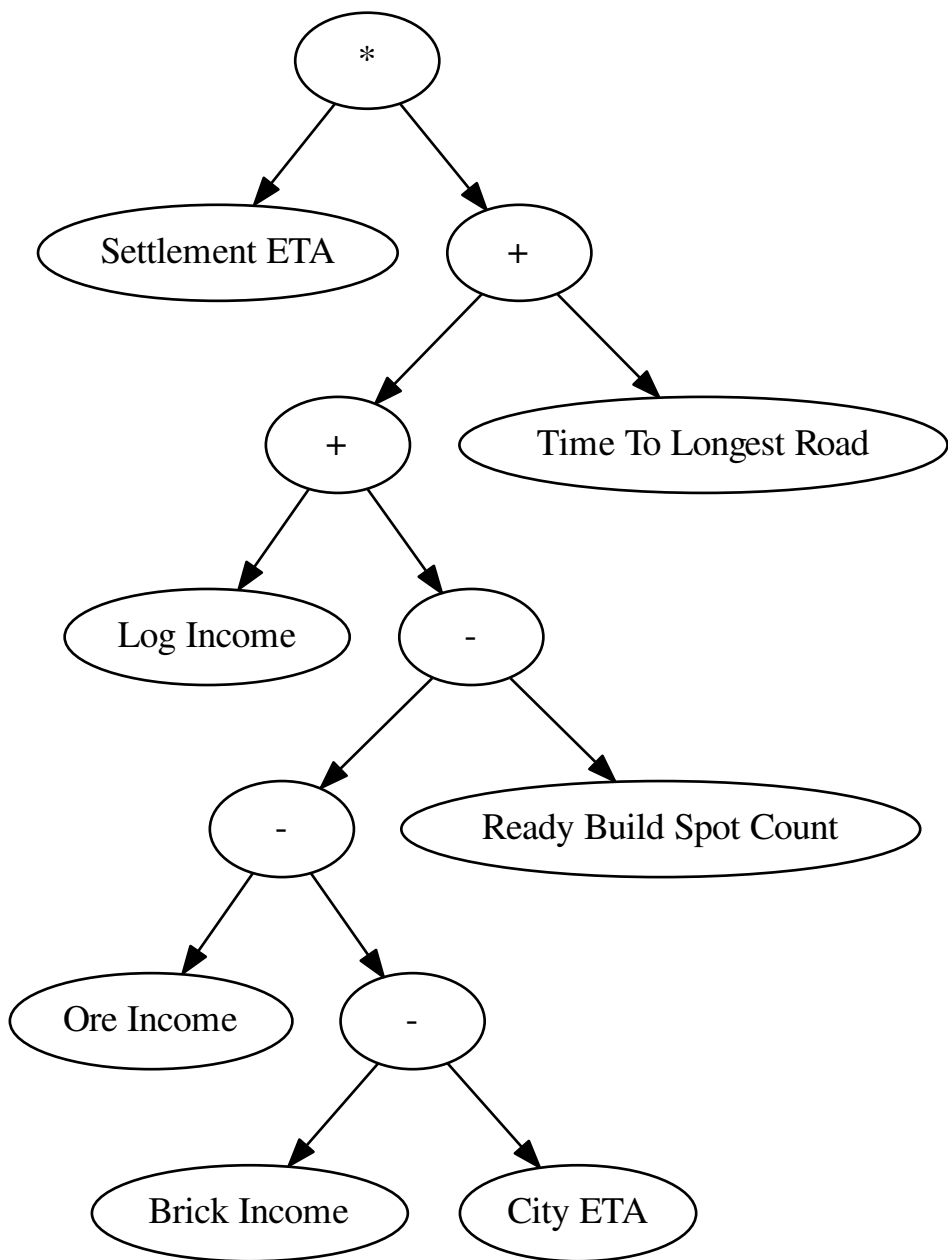 *
Settlement ETA
+
+
Time To Longest Road
Log Income
-
-
Ready Build Spot Count
Ore Income
-
Brick Income
City ETA